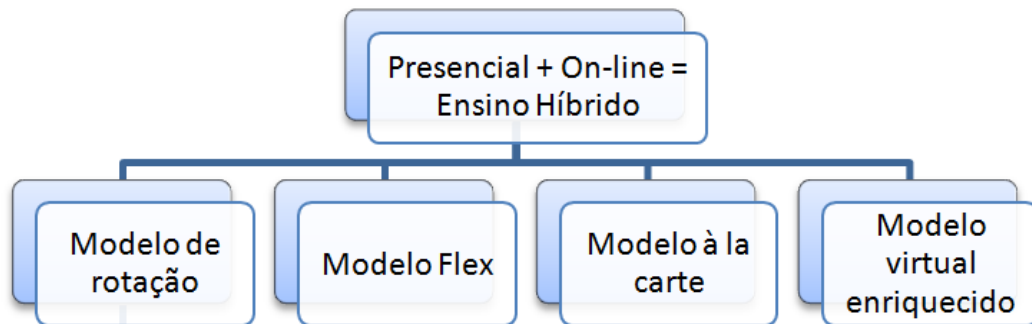 Presencial + On-line =
Ensino Híbrido
Modelo de
rotação
Modelo Flex
Modelo à la
carte
Modelo
virtual
enriquecido